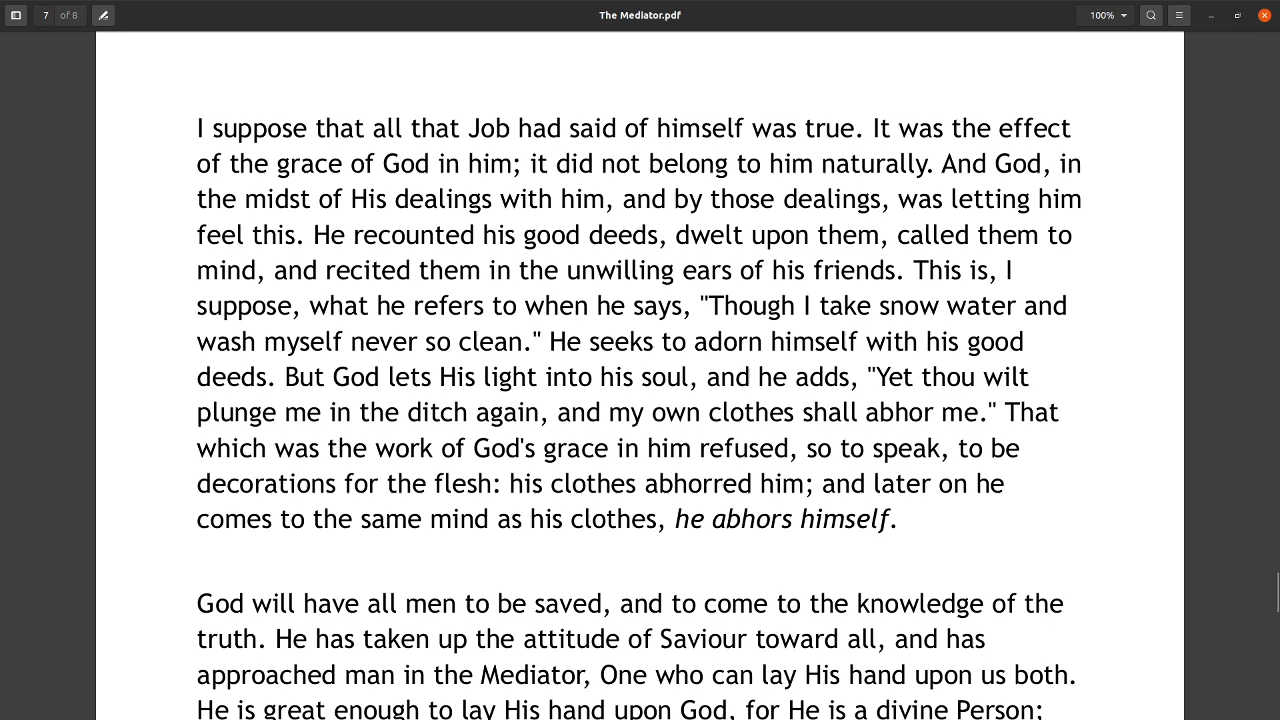 7 of 8
The Mediator.pdf
100%
I suppose that all that Job had said of himself was true. It was the effect
of the grace of God in him; it did not belong to him naturally. And God, in
the midst of His dealings with him, and by those dealings, was letting him
feel this. He recounted his good deeds, dwelt upon them, called them to
mind, and recited them in the unwilling ears of his friends. This is, I
suppose, what he refers to when he says, "Though I take snow water and
wash myself never so clean." He seeks to adorn himself with his good
deeds. But God lets His light into his soul, and he adds, "Yet thou wilt
plunge me in the ditch again, and my own clothes shall abhor me." That
which was the work of God's grace in him refused, so to speak, to be
decorations for the flesh: his clothes abhorred him; and later on he
comes to the same mind as his clothes, he abhors himself.
God will have all men to be saved, and to come to the knowledge of the
truth. He has taken up the attitude of Saviour toward all, and has
approached man in the Mediator, One who can lay His hand upon us both.
He is great enough to lay His hand upon God, for He is a divine Person;